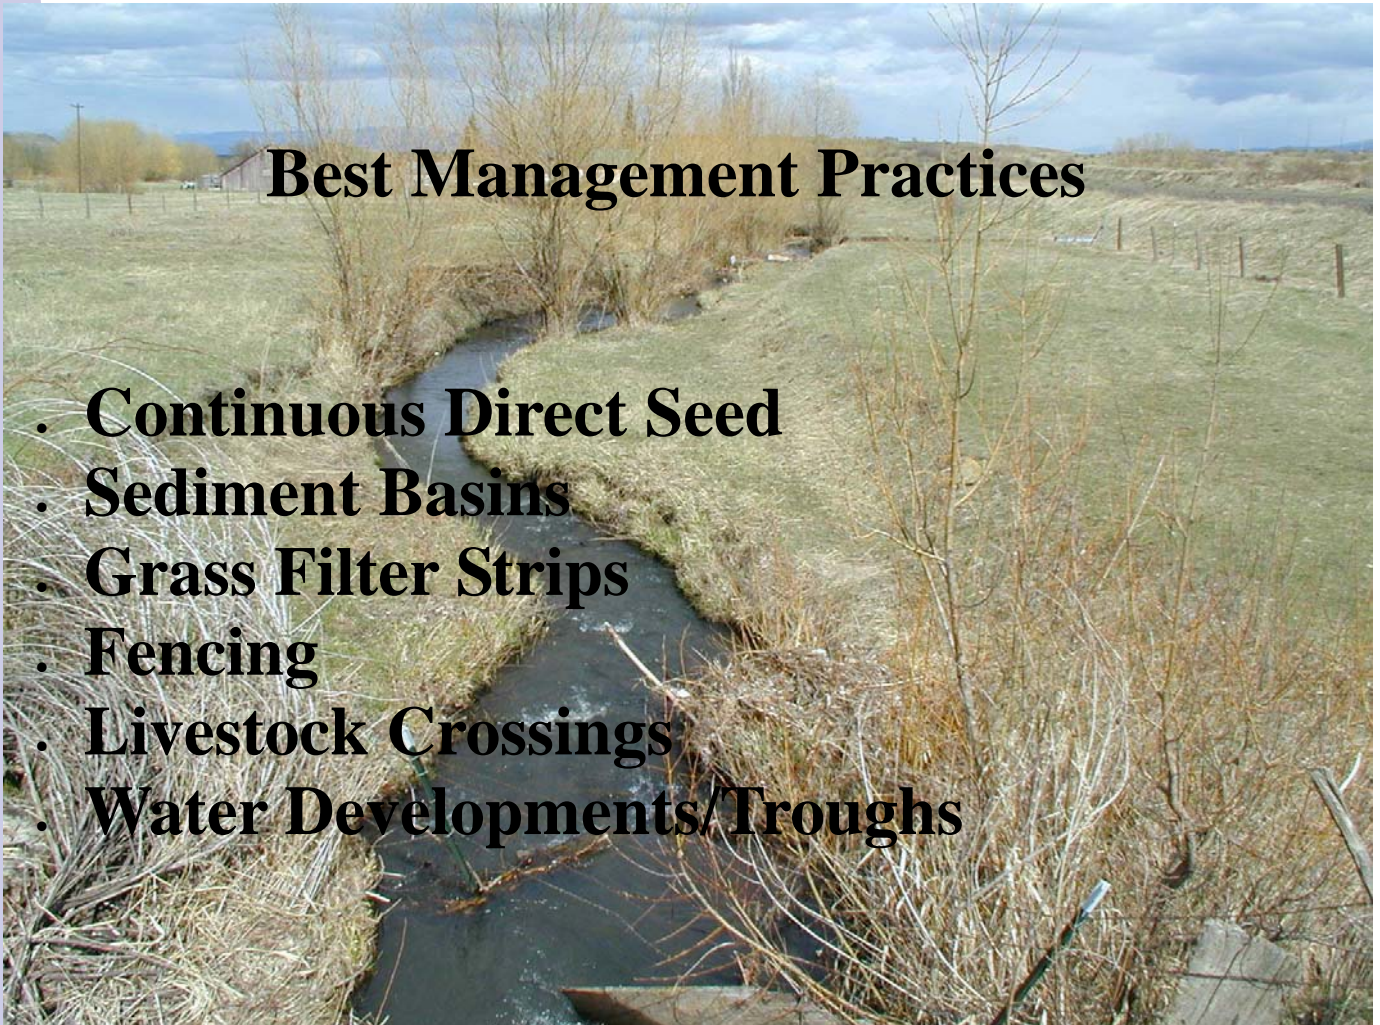 Best Management Practices
• Continuous Direct Seed
• Sediment Basins
• Grass Filter Strips
• Fencing
• Livestock Crossings
• Water Developments/Troughs